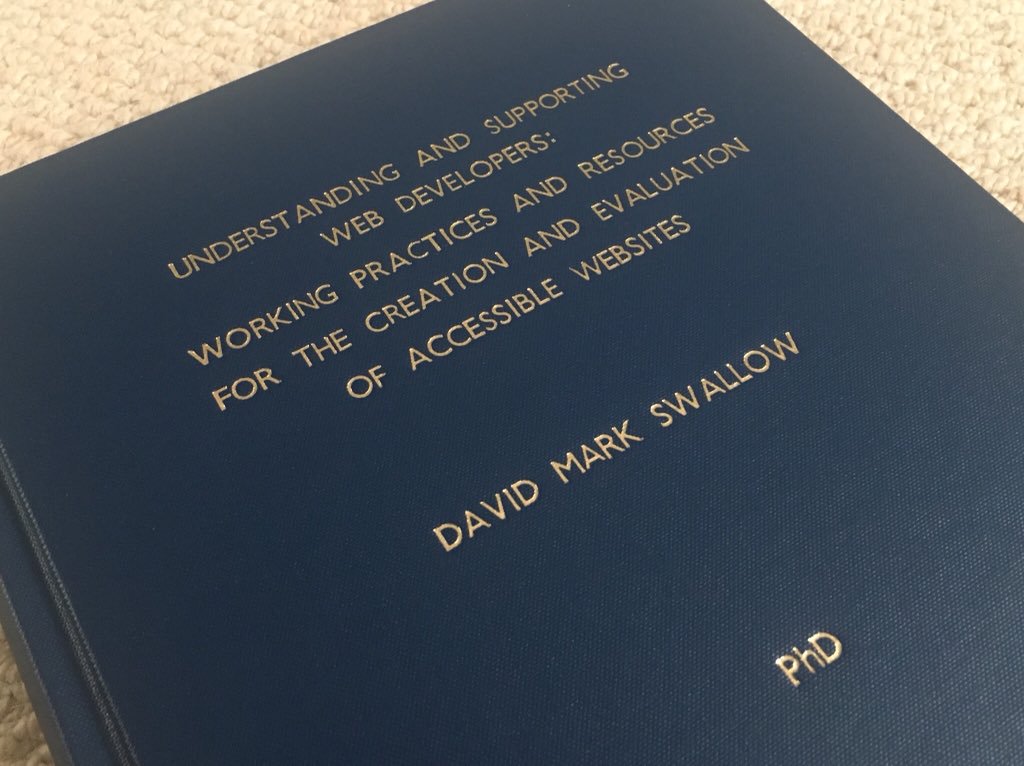 UNDERSTANDING AND SUPPORTING
WEB DEVELOPERS:
WORKING PRACTICES AND RESOURCES
FOR THE CREATION AND EVALUATION
OF ACCESSIBLE WEBSITES
DAVID MARK SWALLOW
PhD